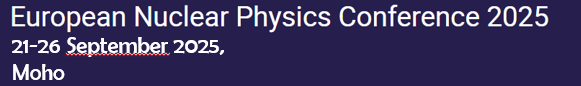 European Nuclear Physics Conference 2025
21-26 September 2025,
Moho